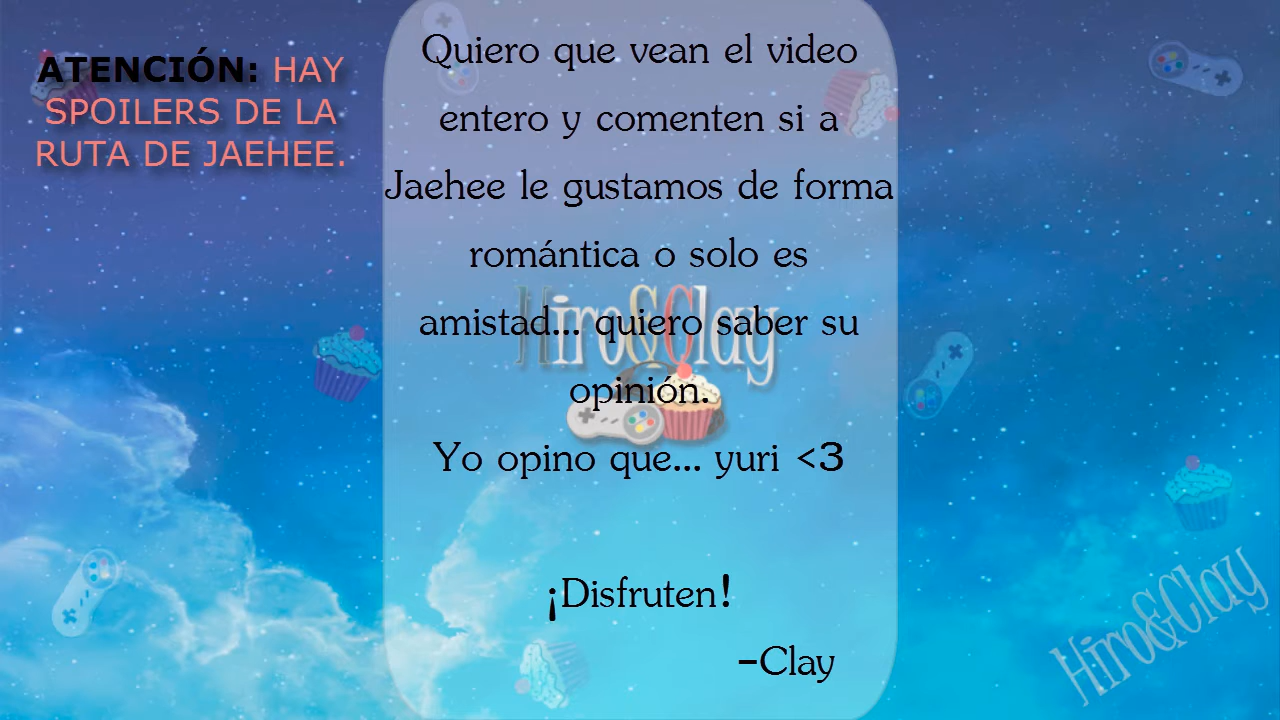 ATENCIÓN: HAY
SPOILERS DE LA
RUTA DE JAEHEE.
Quiero que vean el video
entero y comenten si a
Jaehee le gustamos de forma
romántica o solo es
amistad... quiero saber su
opinión.
Yo opino que... yuri <3
¡Disfruten!
-Clay
Hiro&Clay
Hiro&Clay